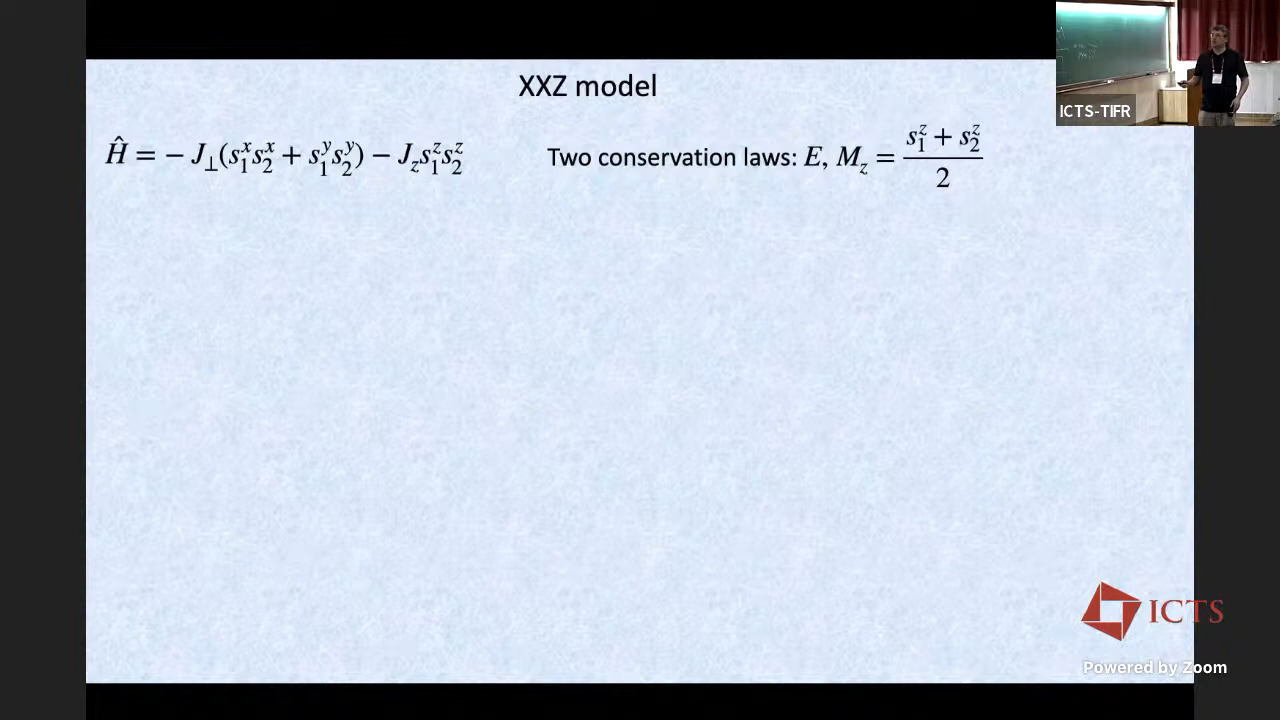 XXZ model
Ĥ = − J⊥(s₁ˣs₂ˣ + s₁ʸs₂ʸ) − J_z s₁ᶻs₂ᶻ
Two conservation laws: E, M_z = (s₁ᶻ + s₂ᶻ)/2
ICTS-TIFR
ICTS
Powered by Zoom